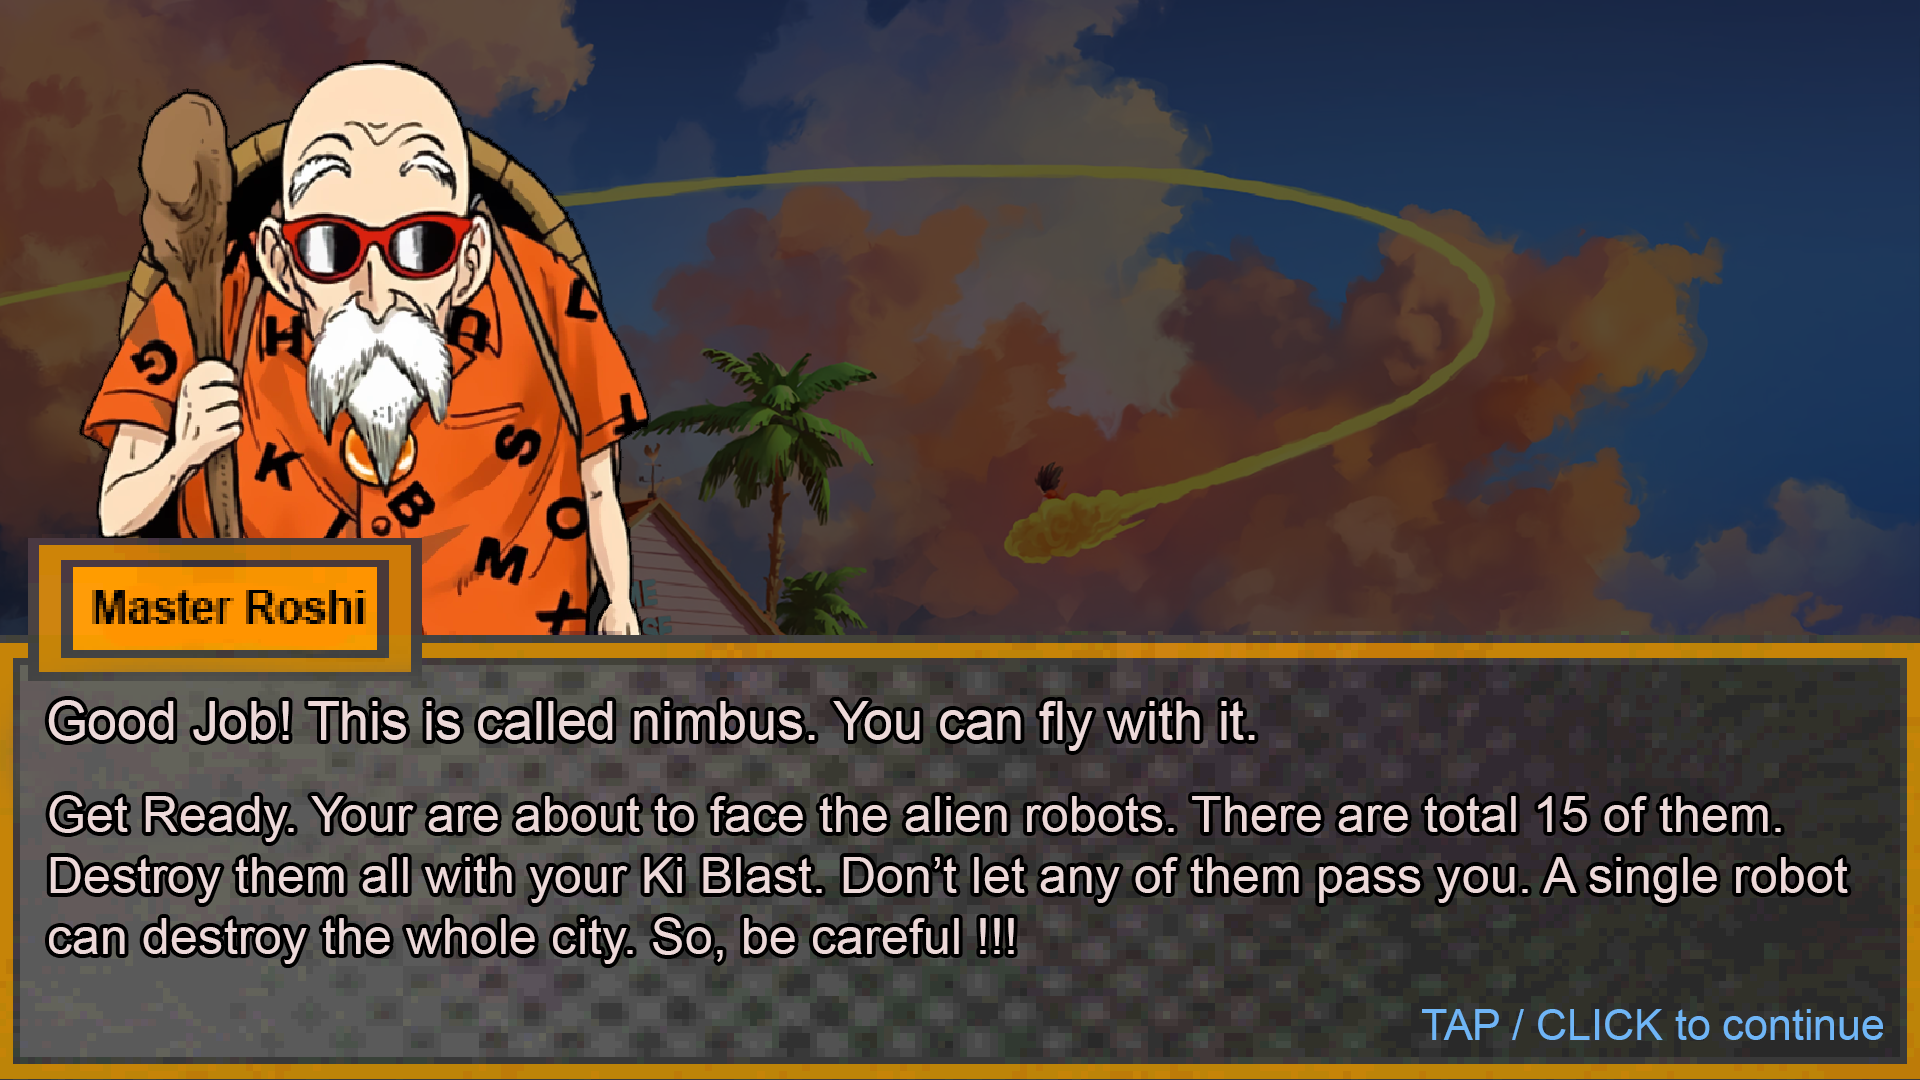 G
H
A
L
K
S
T
B
O
M
Master Roshi
Good Job! This is called nimbus. You can fly with it.
Get Ready. Your are about to face the alien robots. There are total 15 of them.
Destroy them all with your Ki Blast. Don’t let any of them pass you. A single robot
can destroy the whole city. So, be careful !!!
TAP / CLICK to continue